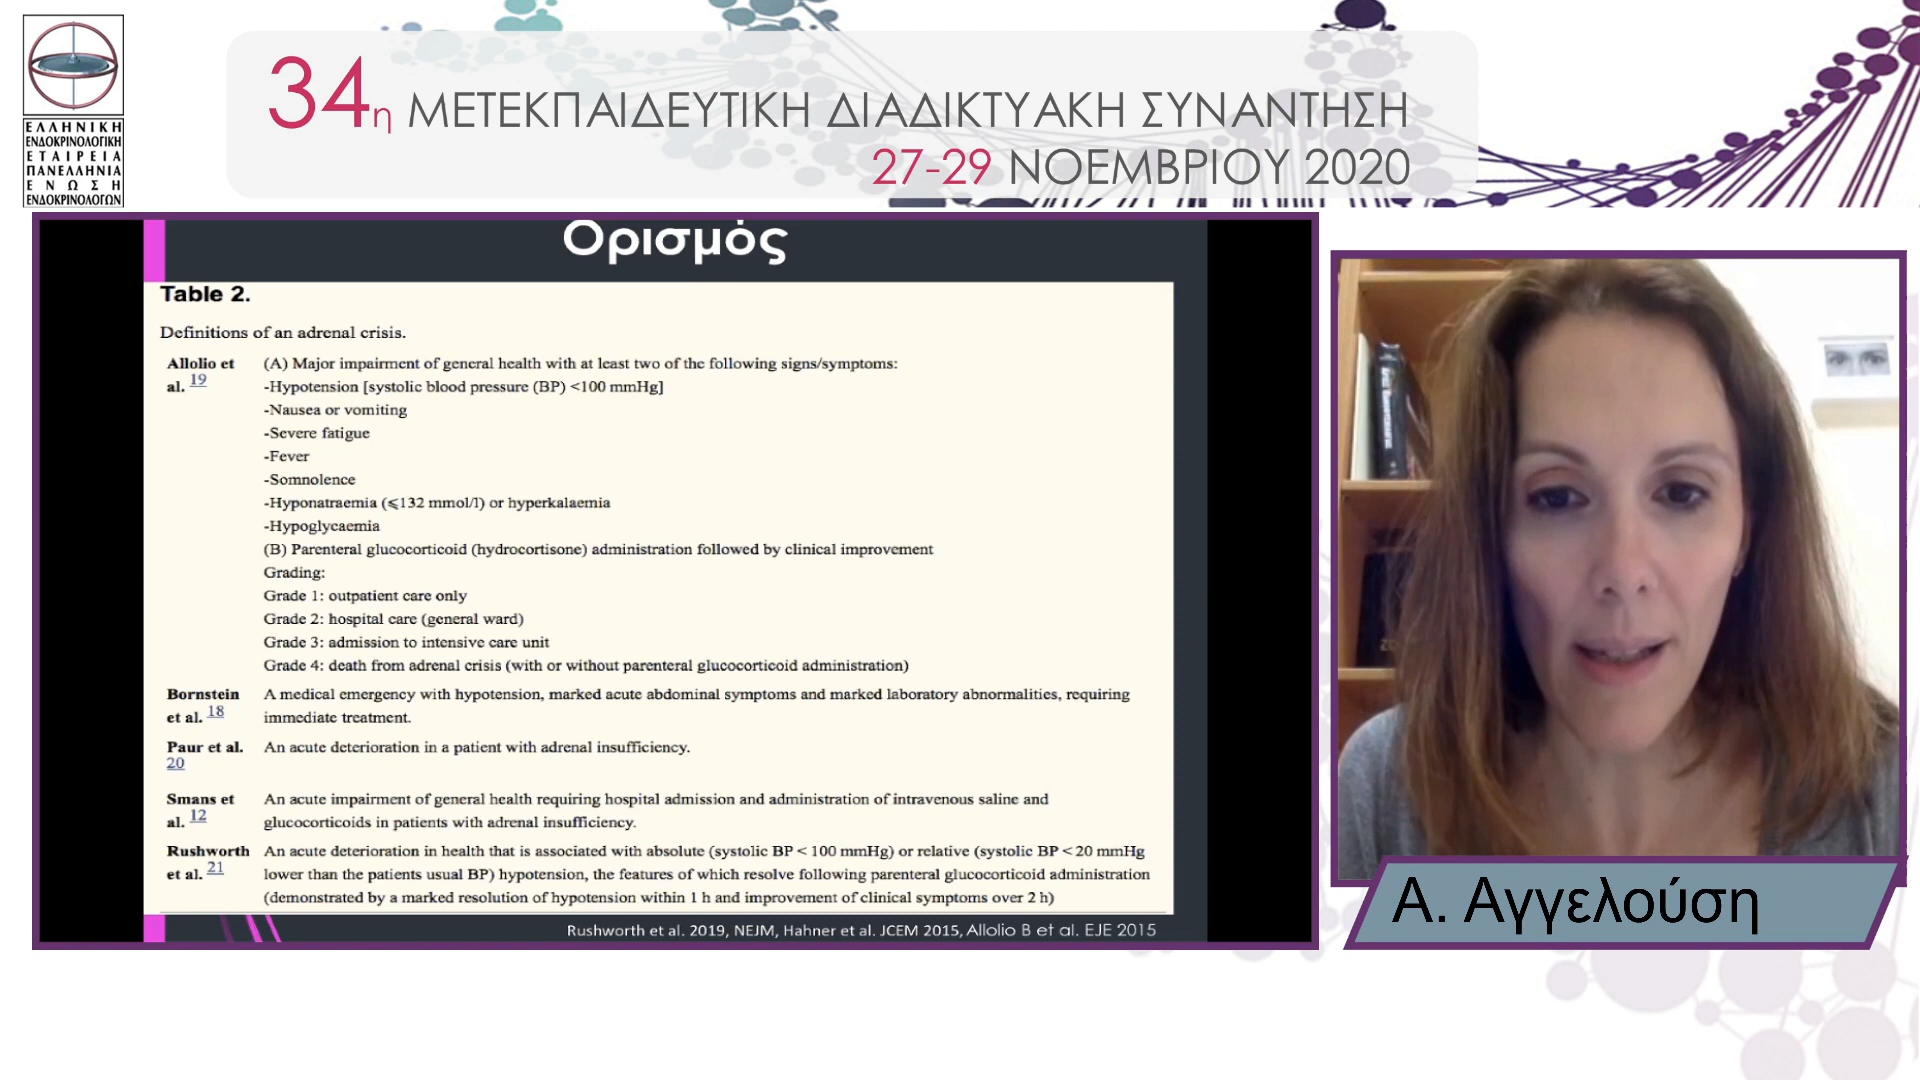 ΕΛΛΗΝΙΚΗ
ΕΝΔΟΚΡΙΝΟΛΟΓΙΚΗ
ΕΤΑΙΡΕΙΑ
ΠΑΝΕΛΛΗΝΙΑ
ΕΝΩΣΗ
ΕΝΔΟΚΡΙΝΟΛΟΓΩΝ
34η ΜΕΤΕΚΠΑΙΔΕΥΤΙΚΗ ΔΙΑΔΙΚΤΥΑΚΗ ΣΥΝΑΝΤΗΣΗ
27-29 ΝΟΕΜΒΡΙΟΥ 2020
Ορισμός
Table 2.
Definitions of an adrenal crisis.
Allolio et (A) Major impairment of general health with at least two of the following signs/symptoms:
al. 19 -Hypotension [systolic blood pressure (BP) <100 mmHg]
-Nausea or vomiting
-Severe fatigue
-Fever
-Somnolence
-Hyponatraemia (⩽132 mmol/l) or hyperkalaemia
-Hypoglycaemia
(B) Parenteral glucocorticoid (hydrocortisone) administration followed by clinical improvement
Grading:
Grade 1: outpatient care only
Grade 2: hospital care (general ward)
Grade 3: admission to intensive care unit
Grade 4: death from adrenal crisis (with or without parenteral glucocorticoid administration)
Bornstein A medical emergency with hypotension, marked acute abdominal symptoms and marked laboratory abnormalities, requiring
et al. 18 immediate treatment.
Paur et al. An acute deterioration in a patient with adrenal insufficiency.
20
Smans et An acute impairment of general health requiring hospital admission and administration of intravenous saline and
al. 12 glucocorticoids in patients with adrenal insufficiency.
Rushworth An acute deterioration in health that is associated with absolute (systolic BP < 100 mmHg) or relative (systolic BP < 20 mmHg
et al. 21 lower than the patients usual BP) hypotension, the features of which resolve following parenteral glucocorticoid administration
(demonstrated by a marked resolution of hypotension within 1 h and improvement of clinical symptoms over 2 h)
Rushworth et al. 2019, NEJM, Hahner et al. JCEM 2015, Allolio B et al. EJE 2015
Α. Αγγελούση